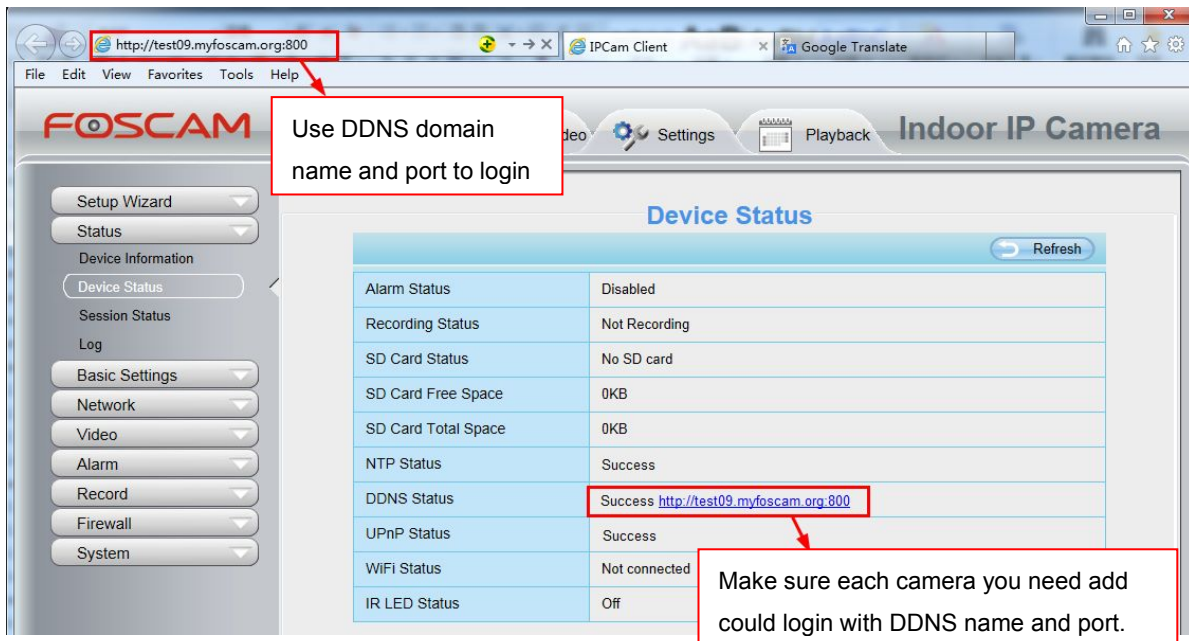 http://test09.myfoscam.org:800
IPCam Client
Google Translate
File Edit View Favorites Tools Help
FOSCAM
Use DDNS domain
name and port to login
Settings
Playback
Indoor IP Camera
Setup Wizard
Status
Device Information
Device Status
Session Status
Log
Basic Settings
Network
Video
Alarm
Record
Firewall
System
Device Status
Refresh
Alarm Status Disabled
Recording Status Not Recording
SD Card Status No SD card
SD Card Free Space 0KB
SD Card Total Space 0KB
NTP Status Success
DDNS Status Success http://test09.myfoscam.org:800
UPnP Status Success
WiFi Status Not connected
IR LED Status Off
Make sure each camera you need add
could login with DDNS name and port.